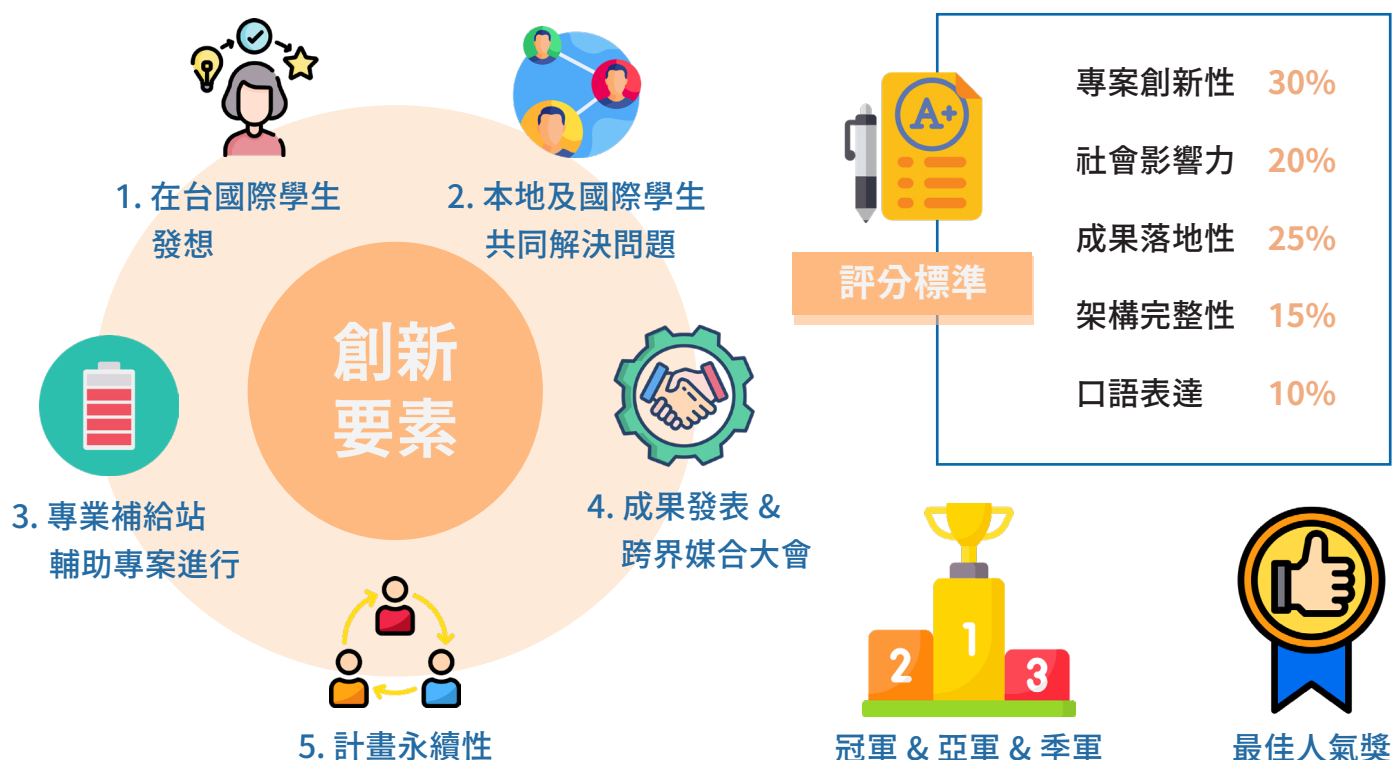 1. 在台國際學生
發想
2. 本地及國際學生
共同解決問題
創新
要素
3. 專業補給站
輔助專案進行
4. 成果發表 &
跨界媒合大會
5. 計畫永續性
A+
評分標準
專案創新性 30%
社會影響力 20%
成果落地性 25%
架構完整性 15%
口語表達 10%
2
1
3
冠軍 & 亞軍 & 季軍
最佳人氣獎